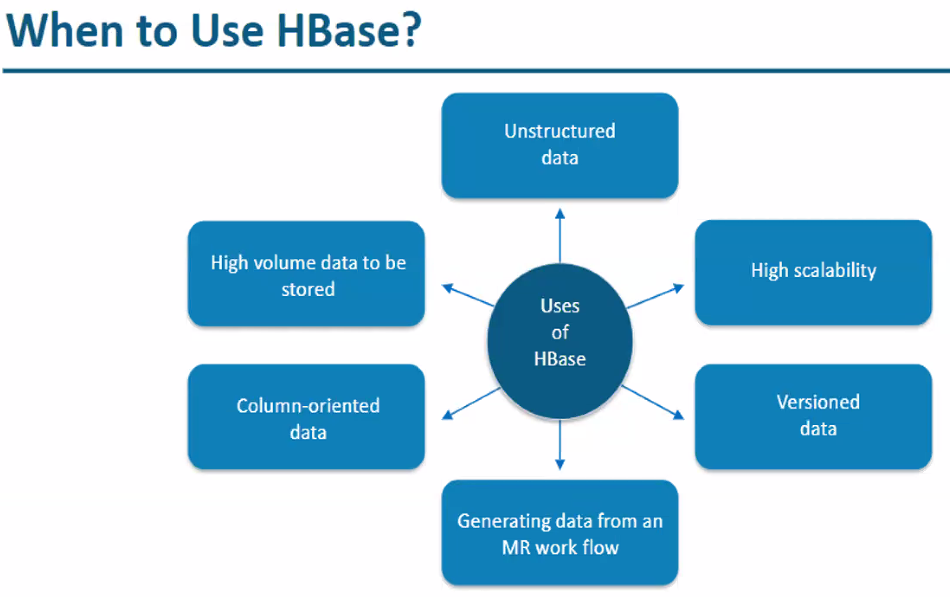 When to Use HBase?
Unstructured
data
High volume data to be
stored
High scalability
Uses
of
HBase
Column-oriented
data
Versioned
data
Generating data from an
MR work flow